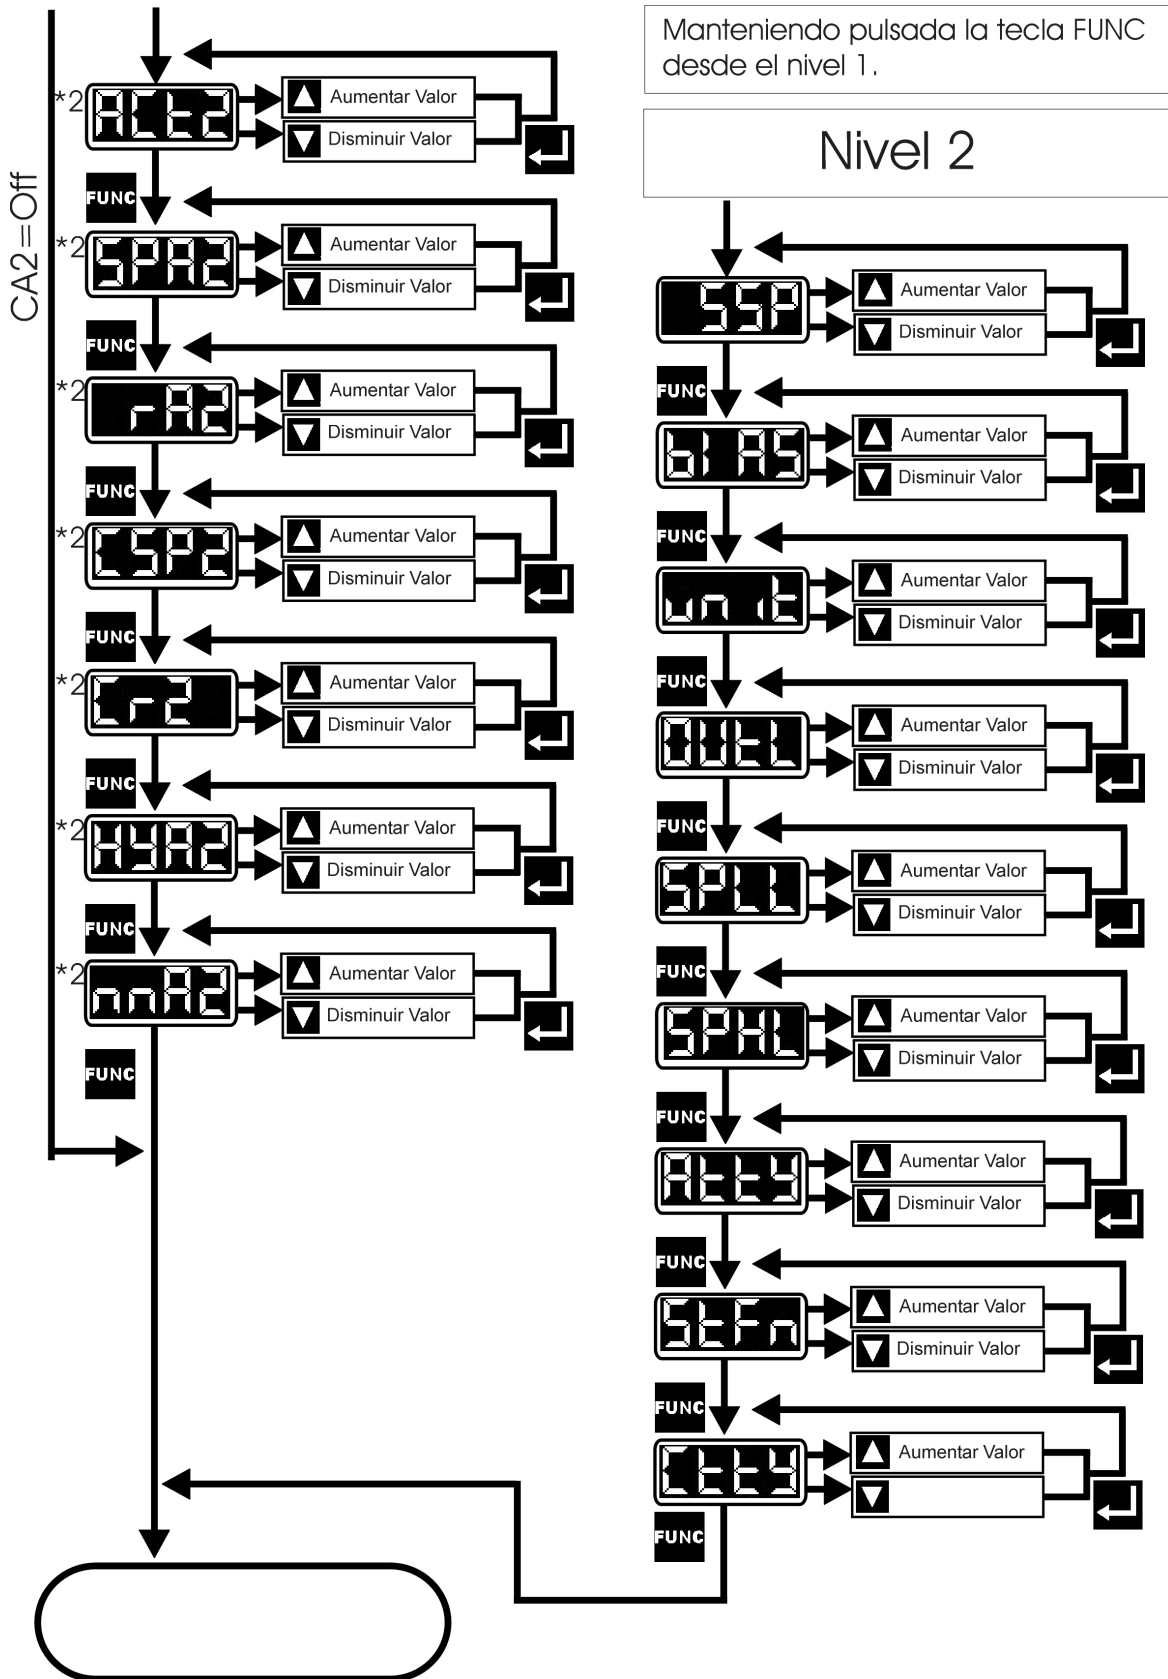 CA2=Off
*2
ACt2
Aumentar Valor
Disminuir Valor
FUNC
*2
SPA2
Aumentar Valor
Disminuir Valor
FUNC
*2
rA2
Aumentar Valor
Disminuir Valor
FUNC
*2
CSP2
Aumentar Valor
Disminuir Valor
FUNC
*2
Cr2
Aumentar Valor
Disminuir Valor
FUNC
*2
HYA2
Aumentar Valor
Disminuir Valor
FUNC
*2
nnA2
Aumentar Valor
Disminuir Valor
FUNC
Manteniendo pulsada la tecla FUNC
desde el nivel 1.
Nivel 2
SSP
Aumentar Valor
Disminuir Valor
FUNC
bIAS
Aumentar Valor
Disminuir Valor
FUNC
unit
Aumentar Valor
Disminuir Valor
FUNC
Aumentar Valor
Disminuir Valor
FUNC
SPLL
Aumentar Valor
Disminuir Valor
FUNC
SPHL
Aumentar Valor
Disminuir Valor
FUNC
Aumentar Valor
Disminuir Valor
FUNC
StFn
Aumentar Valor
Disminuir Valor
FUNC
Aumentar Valor
FUNC